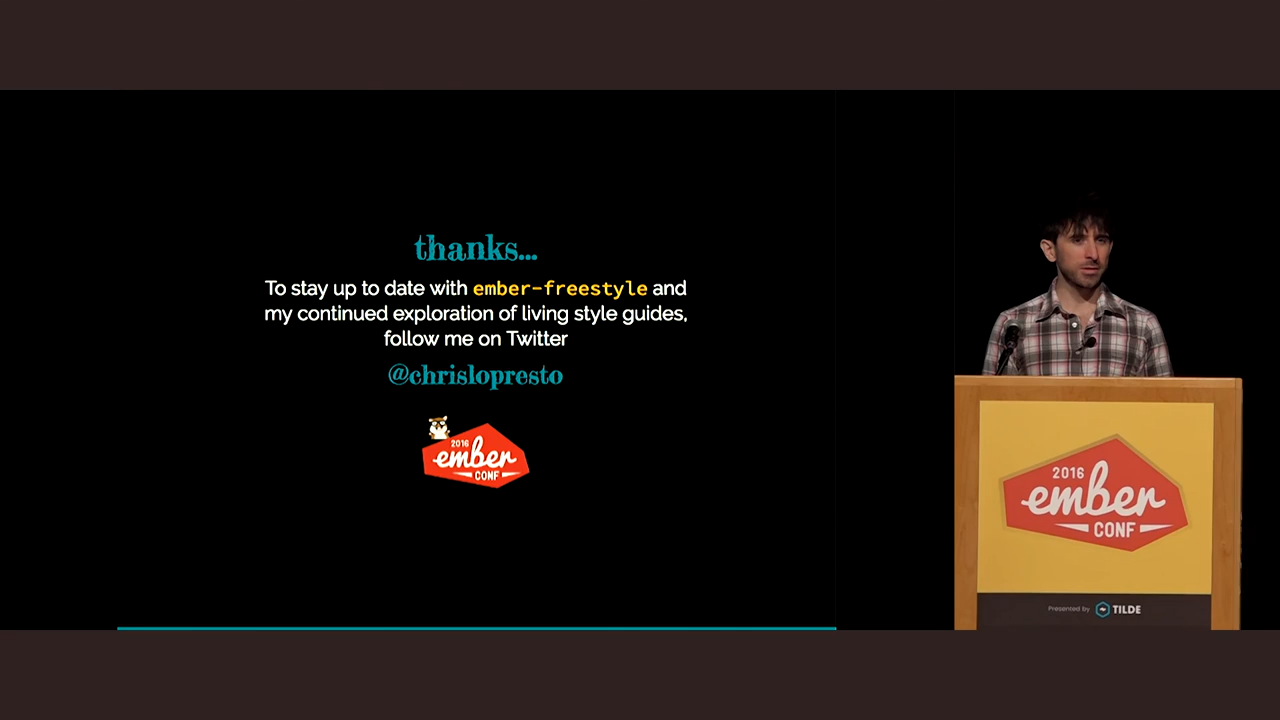 thanks...
To stay up to date with ember-freestyle and
my continued exploration of living style guides,
follow me on Twitter
@chrislopresto
2016
ember
CONF
2016
ember
CONF
Presented by TILDE